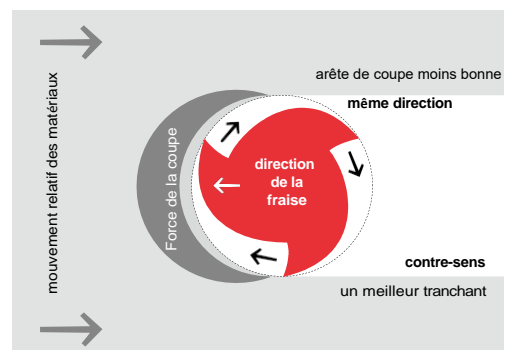 mouvement relatif des matériaux
Force de la coupe
direction
de la
fraise
arête de coupe moins bonne
même direction
contre-sens
un meilleur tranchant